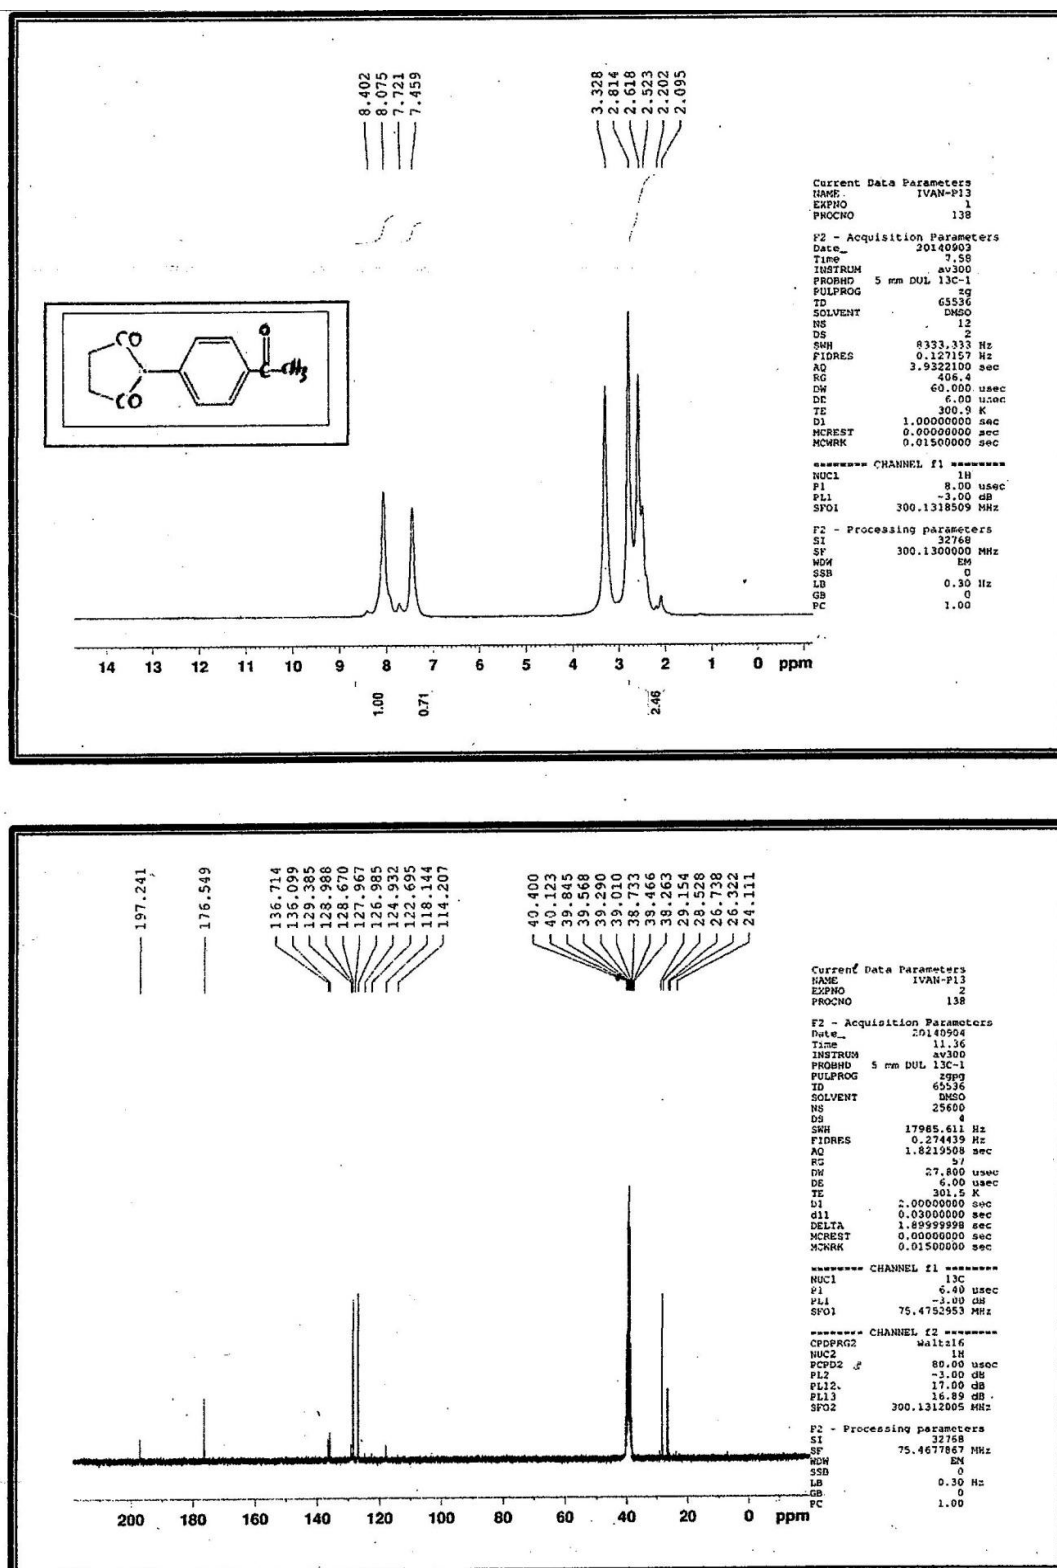 8.402
8.075
7.721
7.459
3.328
2.814
2.618
2.523
2.202
2.095
Current Data Parameters
NAME IVAN-P13
EXPNO 1
PROCNO 138
F2 - Acquisition Parameters
Date_ 20140903
Time 7.58
INSTRUM av300
PROBHD 5 mm DUL 13C-1
PULPROG zg
TD 65536
SOLVENT DMSO
NS 12
DS 2
SWH 8333.333 Hz
FIDRES 0.127157 Hz
AQ 3.9322100 sec
RG 406.4
DW 60.000 usec
DE 6.00 usec
TE 300.9 K
D1 1.00000000 sec
MCREST 0.00000000 sec
MCWRK 0.01500000 sec
======== CHANNEL f1 ========
NUC1 1H
P1 8.00 usec
PL1 -3.00 dB
SFO1 300.1318509 MHz
F2 - Processing parameters
SI 32768
SF 300.1300000 MHz
WDW EM
SSB 0
LB 0.30 Hz
GB 0
PC 1.00
CO
O
C-CH3
CO
14 13 12 11 10 9 8 7 6 5 4 3 2 1 0 ppm
1.00
0.71
2.46
197.241
176.549
136.714
136.099
129.385
128.988
128.670
127.967
126.985
124.932
122.695
118.144
114.207
40.400
40.123
39.845
39.568
39.290
39.010
38.733
38.466
38.263
29.154
28.528
26.738
26.322
24.111
Current Data Parameters
NAME IVAN-P13
EXPNO 2
PROCNO 138
F2 - Acquisition Parameters
Date_ 20140904
Time 11.36
INSTRUM av300
PROBHD 5 mm DUL 13C-1
PULPROG zgpg
TD 65536
SOLVENT DMSO
NS 25600
DS 4
SWH 17985.611 Hz
FIDRES 0.274439 Hz
AQ 1.8219508 sec
RG 57
DW 27.800 usec
DE 6.00 usec
TE 301.5 K
D1 2.00000000 sec
d11 0.03000000 sec
DELTA 1.89999998 sec
MCREST 0.00000000 sec
MCWRK 0.01500000 sec
======== CHANNEL f1 ========
NUC1 13C
P1 6.40 usec
PL1 -3.00 dB
SFO1 75.4752953 MHz
======== CHANNEL f2 ========
CPDPRG2 waltz16
NUC2 1H
PCPD2 80.00 usec
PL2 -3.00 dB
PL12 17.00 dB
PL13 16.89 dB
SFO2 300.1312005 MHz
F2 - Processing parameters
SI 32768
SF 75.4677867 MHz
WDW EM
SSB 0
LB 0.30 Hz
GB 0
PC 1.00
200 180 160 140 120 100 80 60 40 20 0 ppm